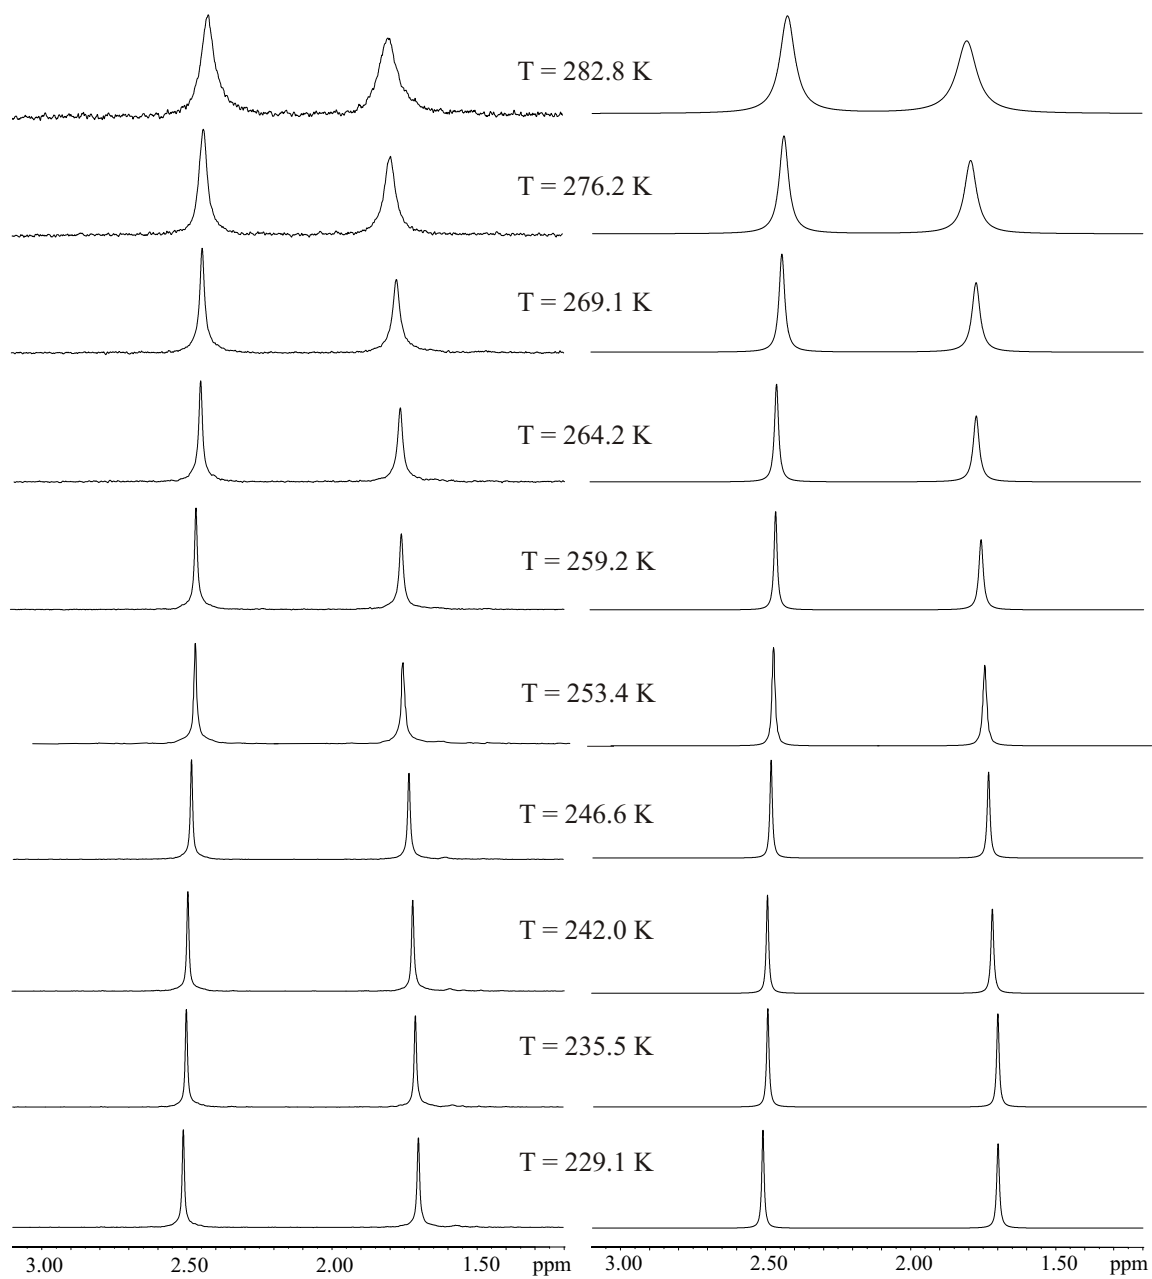 T = 282.8 K
T = 276.2 K
T = 269.1 K
T = 264.2 K
T = 259.2 K
T = 253.4 K
T = 246.6 K
T = 242.0 K
T = 235.5 K
T = 229.1 K
3.00 2.50 2.00 1.50 ppm 3.00 2.50 2.00 1.50 ppm